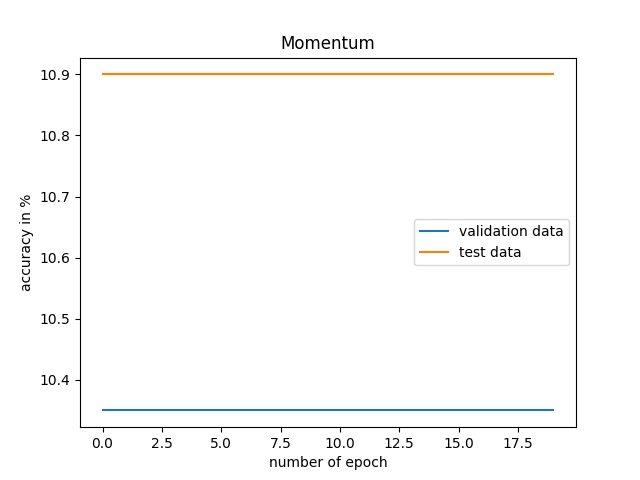 Momentum
accuracy in %
10.9
10.8
10.7
10.6
10.5
10.4
validation data
test data
0.0 2.5 5.0 7.5 10.0 12.5 15.0 17.5
number of epoch